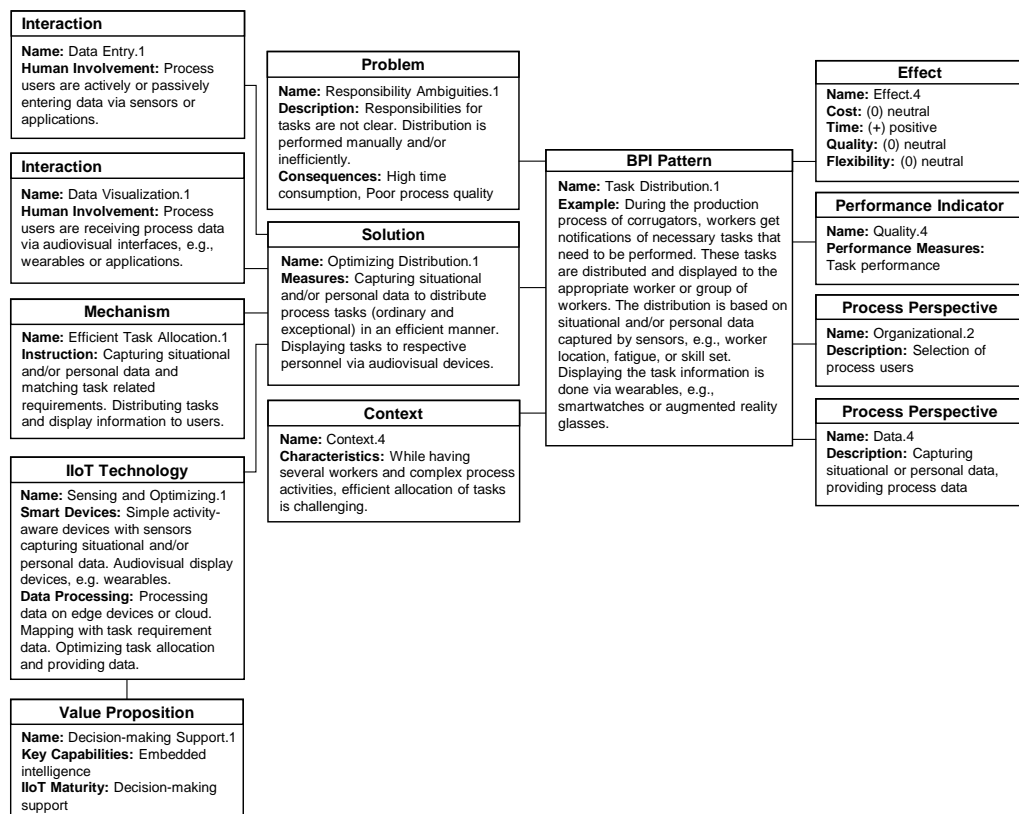 Interaction
Name: Data Entry.1
Human Involvement: Process
users are actively or passively
entering data via sensors or
applications.
Interaction
Name: Data Visualization.1
Human Involvement: Process
users are receiving process data
via audiovisual interfaces, e.g.,
wearables or applications.
Mechanism
Name: Efficient Task Allocation.1
Instruction: Capturing situational
and/or personal data and
matching task related
requirements. Distributing tasks
and display information to users.
IIoT Technology
Name: Sensing and Optimizing.1
Smart Devices: Simple activity-
aware devices with sensors
capturing situational and/or
personal data. Audiovisual display
devices, e.g. wearables.
Data Processing: Processing
data on edge devices or cloud.
Mapping with task requirement
data. Optimizing task allocation
and providing data.
Value Proposition
Name: Decision-making Support.1
Key Capabilities: Embedded
intelligence
IIoT Maturity: Decision-making
support
Problem
Name: Responsibility Ambiguities.1
Description: Responsibilities for
tasks are not clear. Distribution is
performed manually and/or
inefficiently.
Consequences: High time
consumption, Poor process quality
Solution
Name: Optimizing Distribution.1
Measures: Capturing situational
and/or personal data to distribute
process tasks (ordinary and
exceptional) in an efficient manner.
Displaying tasks to respective
personnel via audiovisual devices.
Context
Name: Context.4
Characteristics: While having
several workers and complex process
activities, efficient allocation of tasks
is challenging.
BPI Pattern
Name: Task Distribution.1
Example: During the production
process of corrugators, workers get
notifications of necessary tasks that
need to be performed. These tasks
are distributed and displayed to the
appropriate worker or group of
workers. The distribution is based on
situational and/or personal data
captured by sensors, e.g., worker
location, fatigue, or skill set.
Displaying the task information is
done via wearables, e.g.,
smartwatches or augmented reality
glasses.
Effect
Name: Effect.4
Cost: (0) neutral
Time: (+) positive
Quality: (0) neutral
Flexibility: (0) neutral
Performance Indicator
Name: Quality.4
Performance Measures:
Task performance
Process Perspective
Name: Organizational.2
Description: Selection of
process users
Process Perspective
Name: Data.4
Description: Capturing
situational or personal data,
providing process data